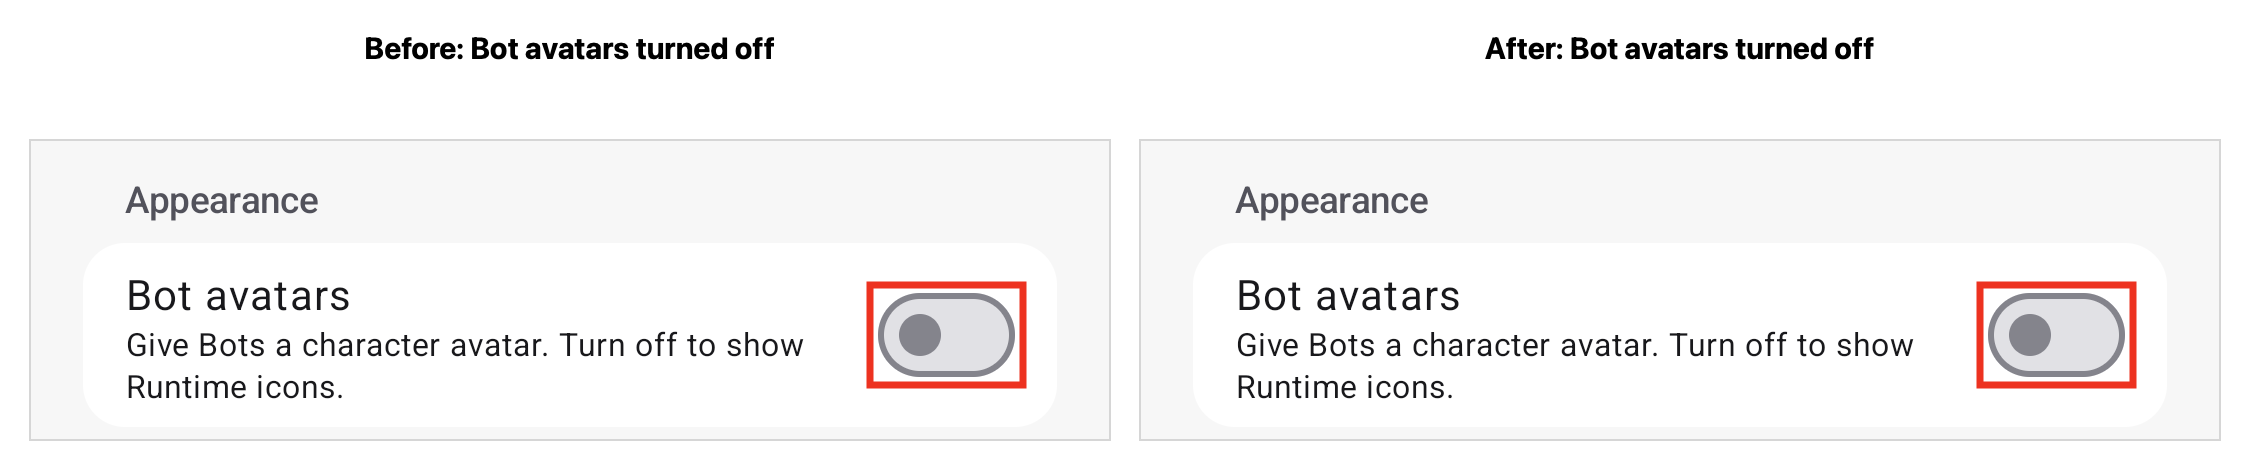 Before: Bot avatars turned off
After: Bot avatars turned off
Appearance
Bot avatars
Give Bots a character avatar. Turn off to show
Runtime icons.
Appearance
Bot avatars
Give Bots a character avatar. Turn off to show
Runtime icons.